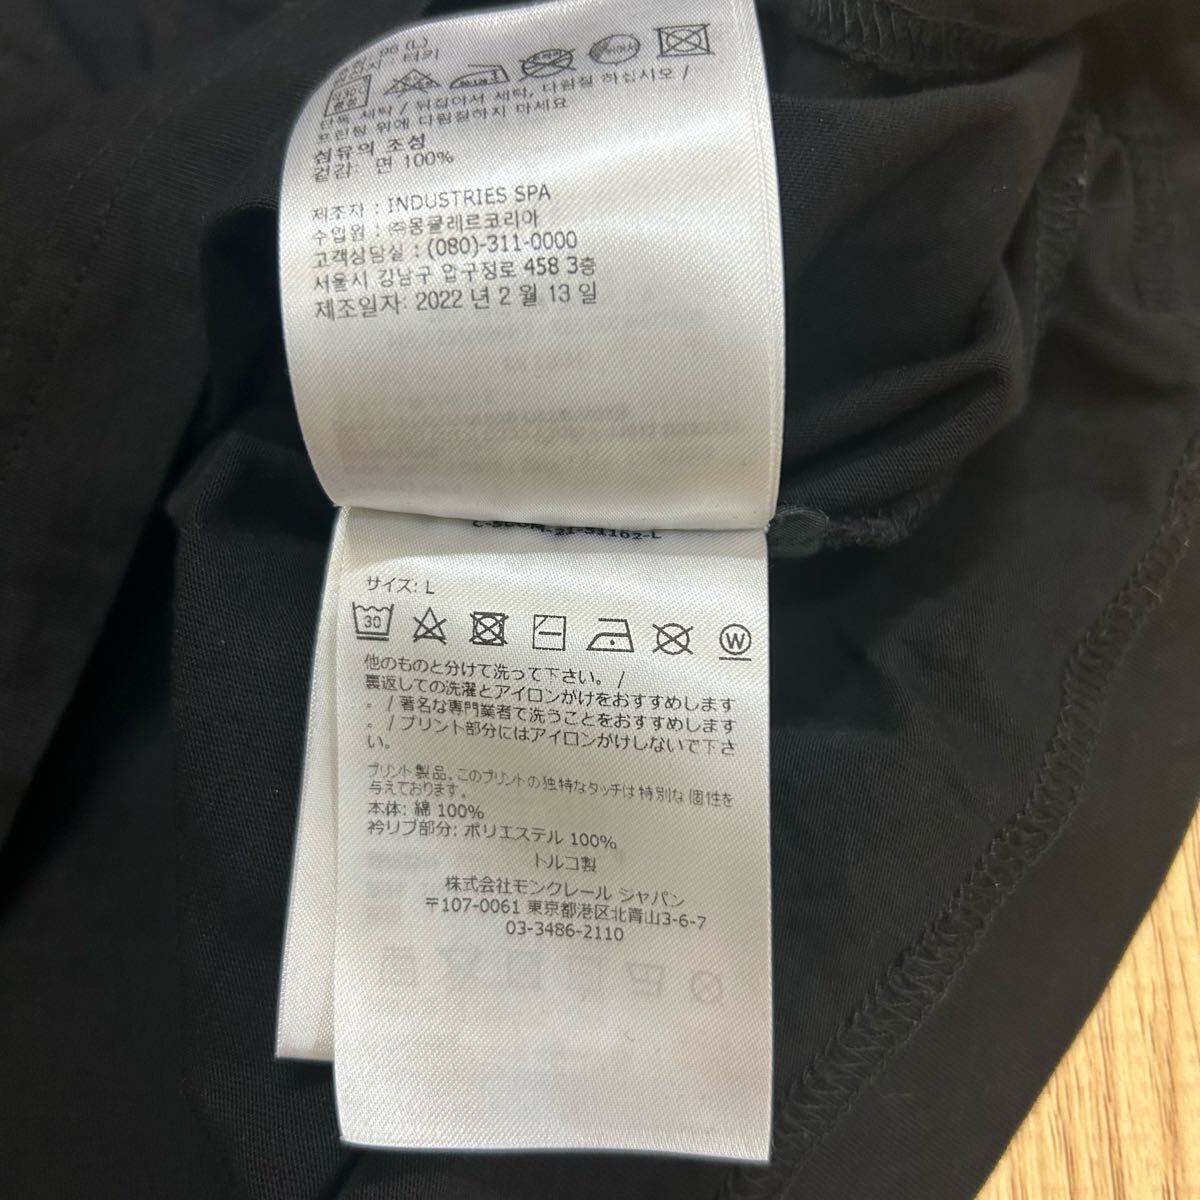 95 (L)
터키
단독 세탁 / 뒤집어서 세탁, 다림질 하십시오 /
프린팅 위에 다림질하지 마세요
섬유의 조성
겉감: 면 100%
제조자 : INDUSTRIES SPA
수입원 : ㈜몽클레르코리아
고객상담실 : (080)-311-0000
서울시 강남구 압구정로 458 3층
제조일자: 2022 년 2 월 13 일
サイズ: L
30
W
他のものと分けて洗って下さい。 /
裏返しての洗濯とアイロンがけをおすすめします
。 / 著名な専門業者で洗うことをおすすめします
。 / プリント部分にはアイロンがけしないで下さ
い。
プリント製品。このプリントの独特なタッチは特別な個性を
与えております。
本体: 綿 100%
衿リブ部分: ポリエステル 100%
トルコ製
株式会社モンクレール ジャパン
〒107-0061 東京都港区北青山3-6-7
03-3486-2110